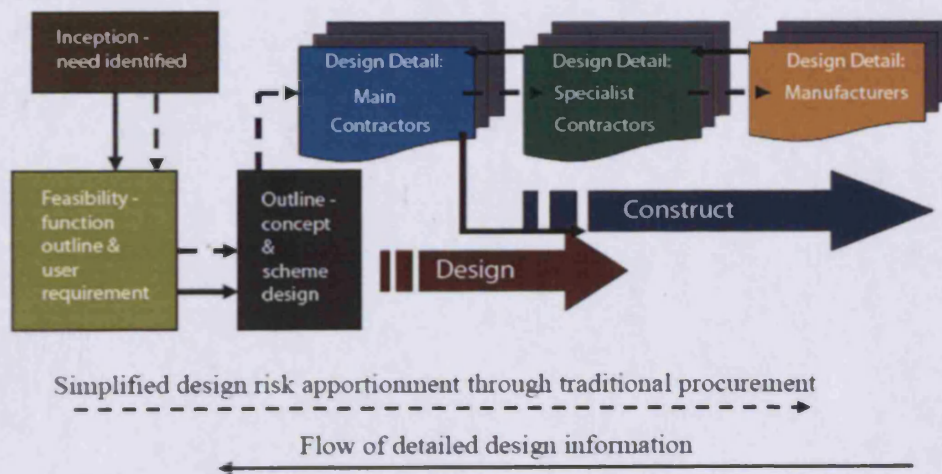 Inception -
need identified
Design Detail:
Main
Contractors
Design Detail:
Specialist
Contractors
Design Detail:
Manufacturers
Feasibility -
function
outline &
user
requirement
Outline -
concept
&
scheme
design
Construct
Design
Simplified design risk apportionment through traditional procurement
Flow of detailed design information